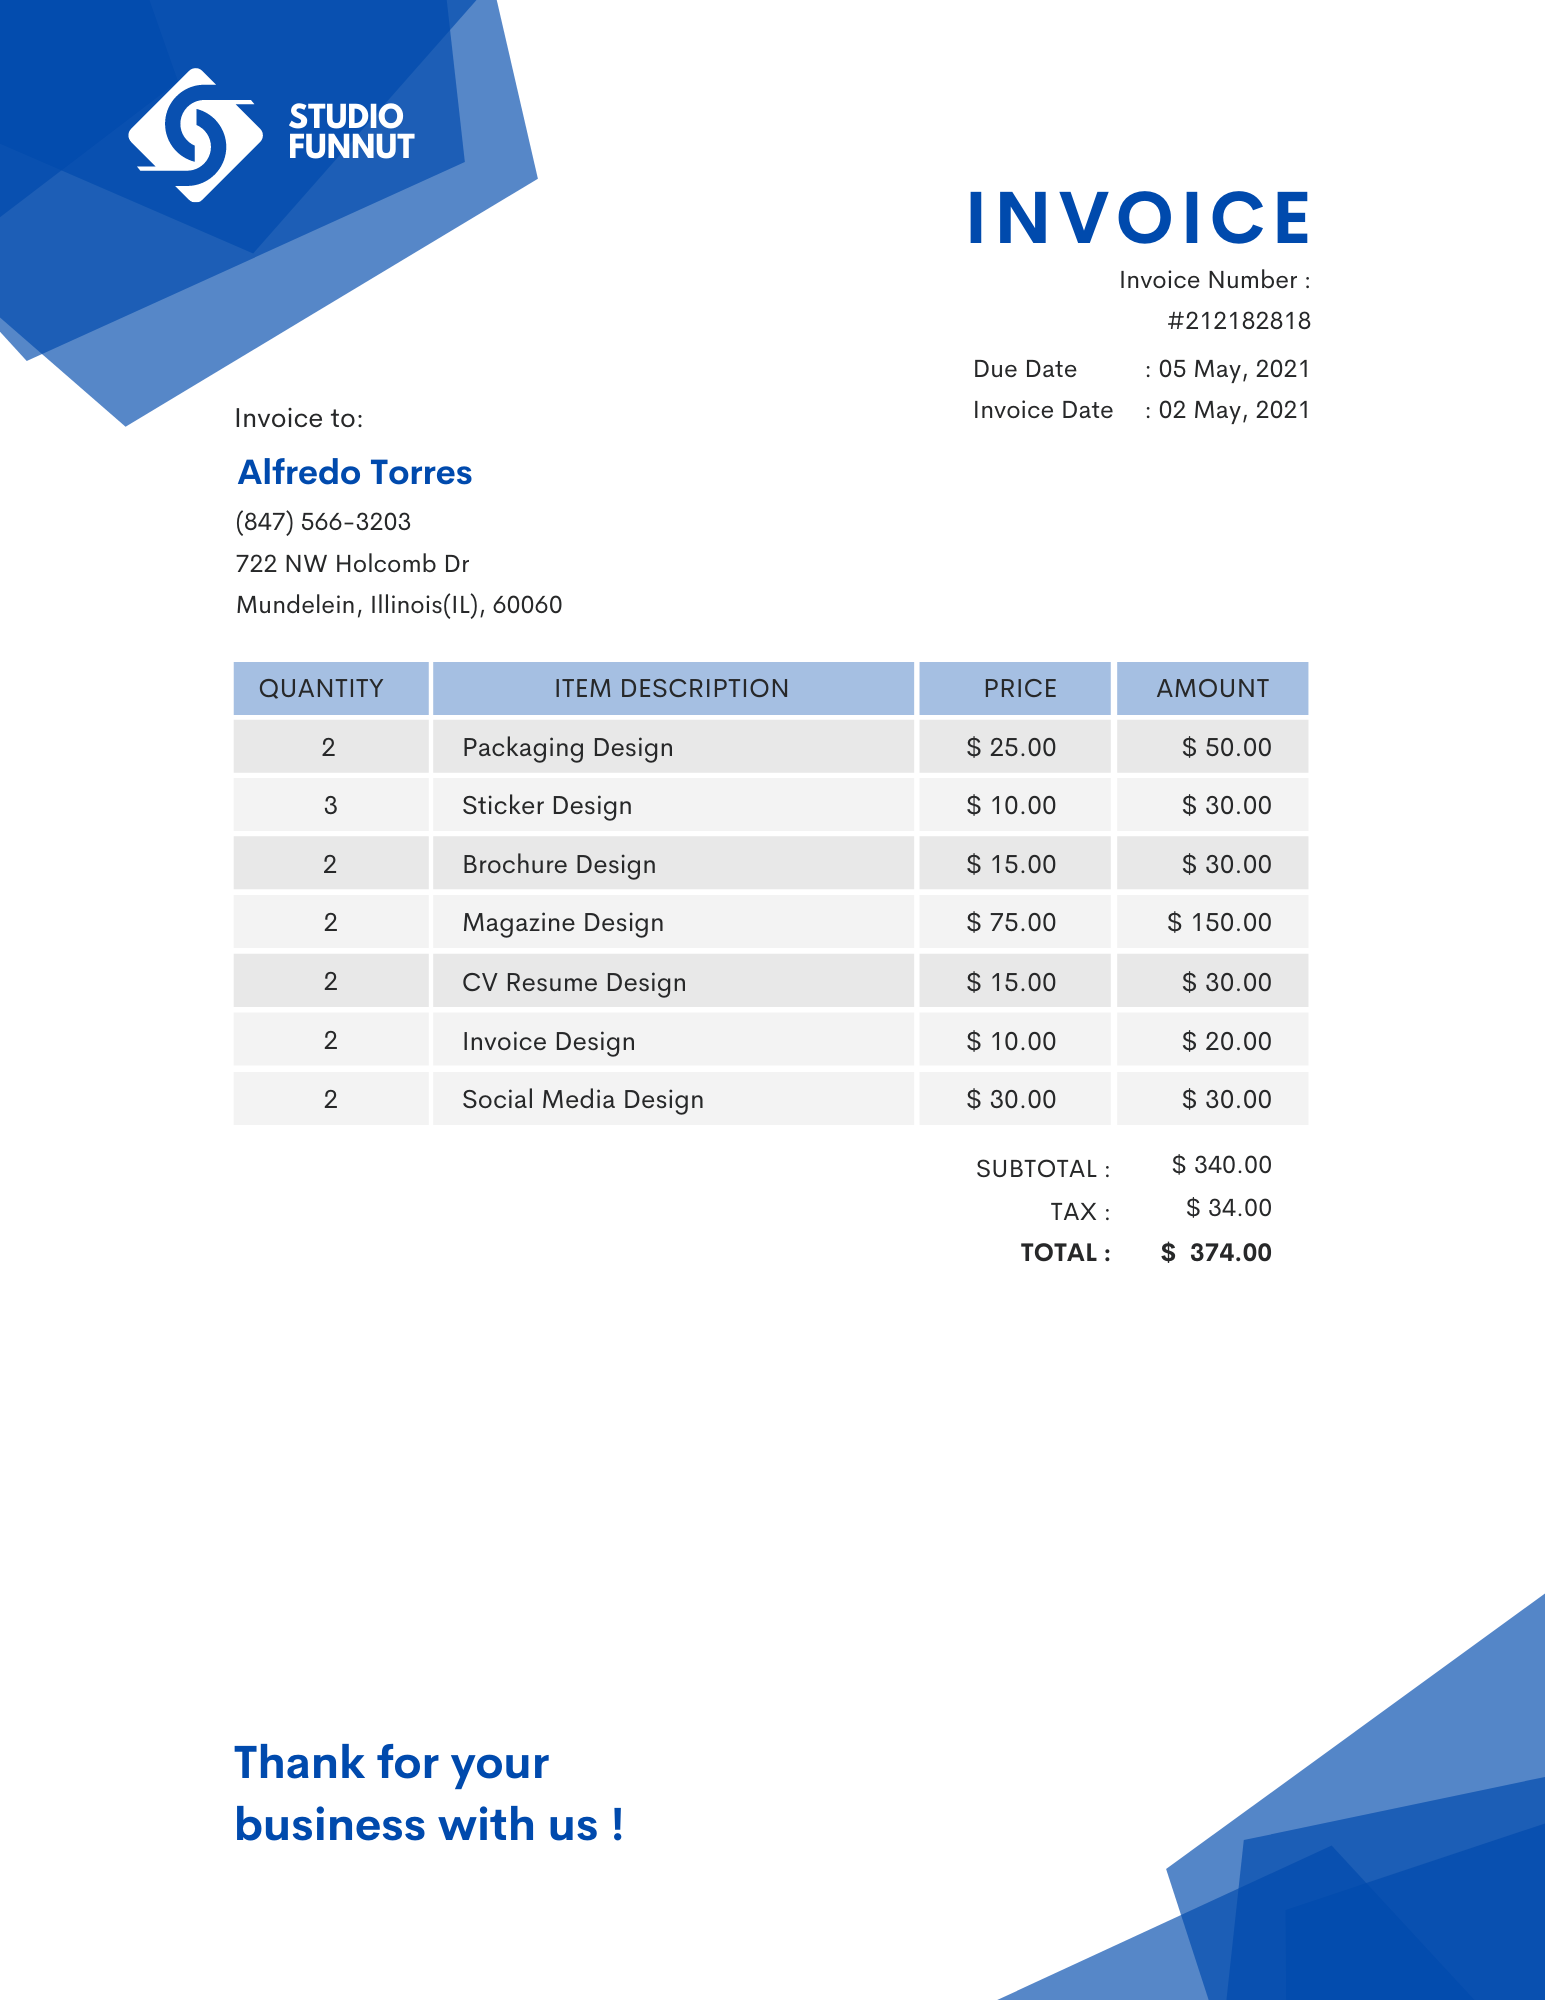 STUDIO
FUNNUT
INVOICE
Invoice Number :
#212182818
Due Date : 05 May, 2021
Invoice Date : 02 May, 2021
Invoice to:
Alfredo Torres
(847) 566-3203
722 NW Holcomb Dr
Mundelein, Illinois(IL), 60060
QUANTITY ITEM DESCRIPTION PRICE AMOUNT
2 Packaging Design $ 25.00 $ 50.00
3 Sticker Design $ 10.00 $ 30.00
2 Brochure Design $ 15.00 $ 30.00
2 Magazine Design $ 75.00 $ 150.00
2 CV Resume Design $ 15.00 $ 30.00
2 Invoice Design $ 10.00 $ 20.00
2 Social Media Design $ 30.00 $ 30.00
SUBTOTAL : $ 340.00
TAX : $ 34.00
TOTAL : $ 374.00
Thank for your
business with us !